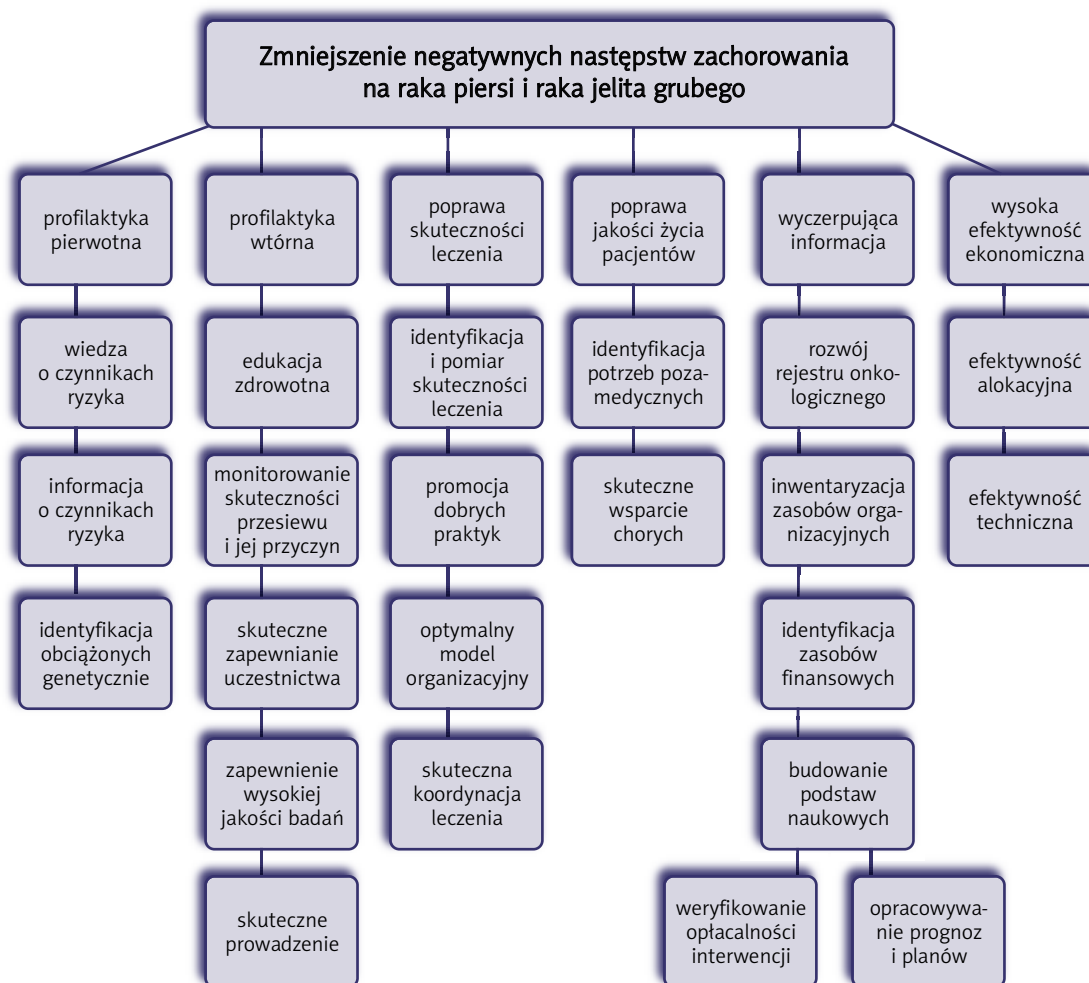 Zmniejszenie negatywnych następstw zachorowania
na raka piersi i raka jelita grubego
profilaktyka
pierwotna
profilaktyka
wtórna
poprawa
skuteczności
leczenia
poprawa
jakości życia
pacjentów
wyczerpująca
informacja
wysoka
efektywność
ekonomiczna
wiedza
o czynnikach
ryzyka
edukacja
zdrowotna
identyfikacja
i pomiar
skuteczności
leczenia
identyfikacja
potrzeb poza-
medycznych
rozwój
rejestru onko-
logicznego
efektywność
alokacyjna
informacja
o czynnikach
ryzyka
monitorowanie
skuteczności
przesiewu
i jej przyczyn
promocja
dobrych
praktyk
skuteczne
wsparcie
chorych
inwentaryzacja
zasobów orga-
nizacyjnych
efektywność
techniczna
identyfikacja
obciążonych
genetycznie
skuteczne
zapewnianie
uczestnictwa
optymalny
model
organizacyjny
identyfikacja
zasobów
finansowych
zapewnienie
wysokiej
jakości badań
skuteczna
koordynacja
leczenia
budowanie
podstaw
naukowych
skuteczne
prowadzenie
weryfikowanie
opłacalności
interwencji
opracowywa-
nie prognoz
i planów